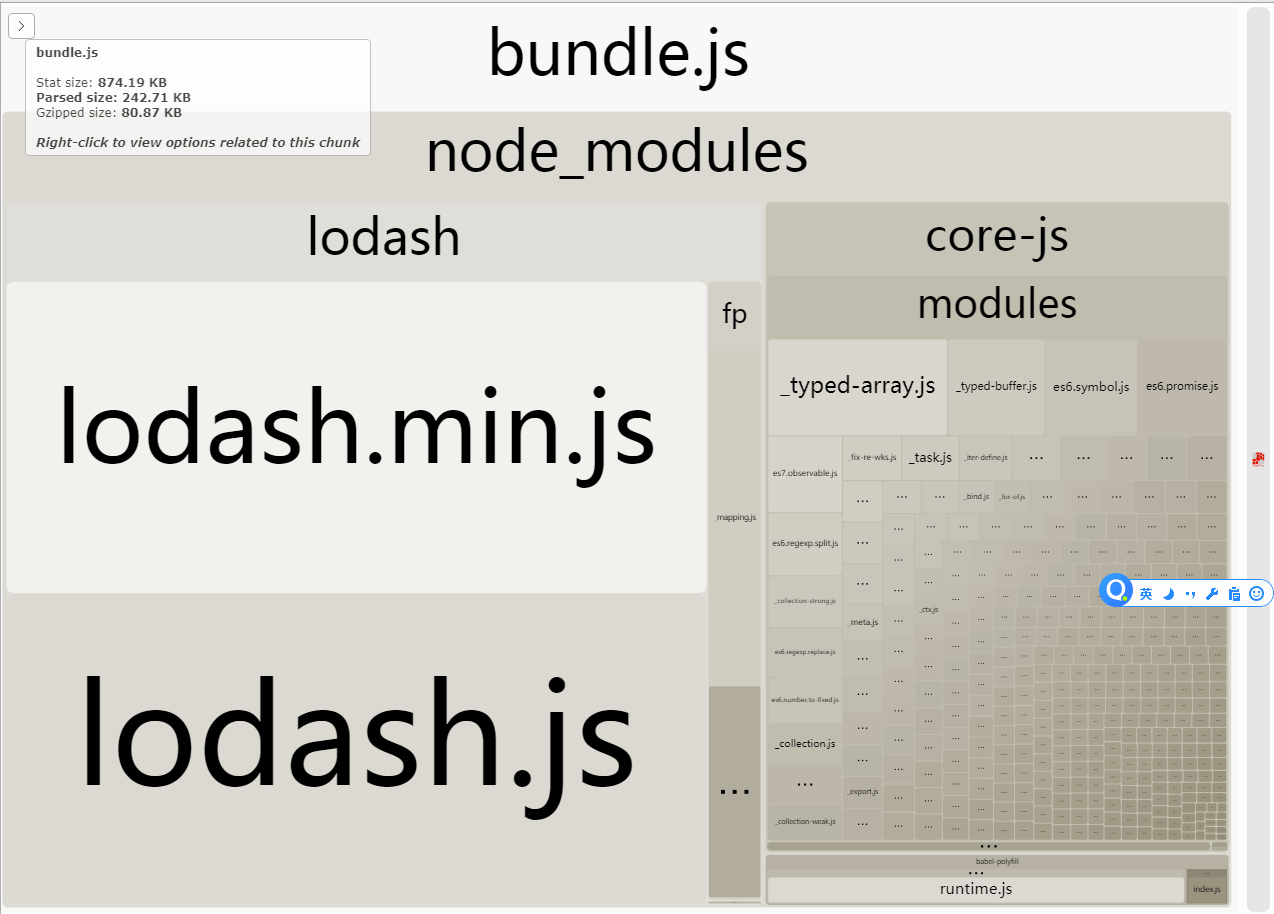 bundle.js
bundle.js
Stat size: 874.19 KB
Parsed size: 242.71 KB
Gzipped size: 80.87 KB
Right-click to view options related to this chunk
node_modules
lodash
core-js
modules
fp
lodash.min.js
_mapping.js
lodash.js
...
_typed-array.js
_typed-buffer.js
es6.symbol.js
es6.promise.js
es7.observable.js
_fix-re-wks.js
_task.js
_iter-define.js
_bind.js
_for-of.js
es6.regexp.split.js
_collection-strong.js
_ctx.js
_meta.js
es6.regexp.replace.js
es6.number.to-fixed.js
_collection.js
...
_export.js
_collection-weak.js
...
babel-polyfill
...
runtime.js
index.js
英